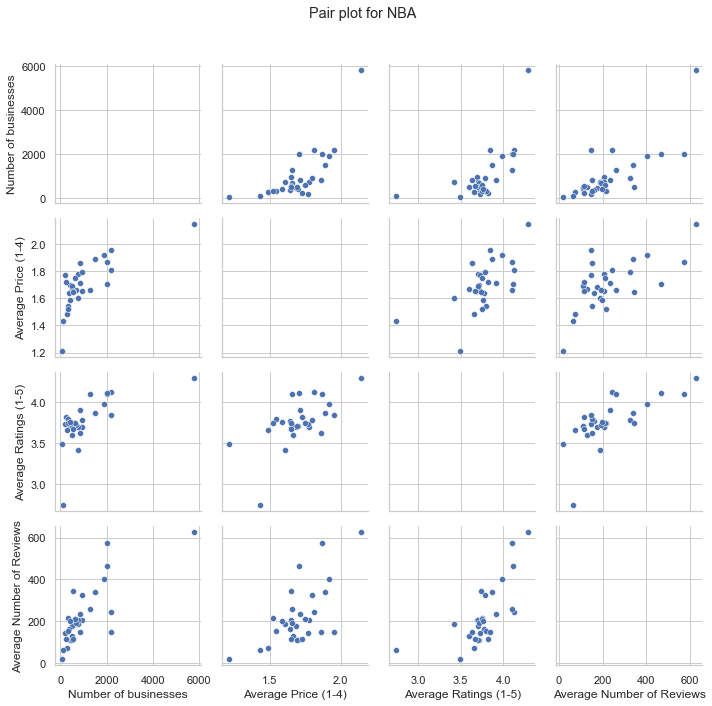 Pair plot for NBA
Number of businesses
6000
4000
2000
0
Average Price (1-4)
2.0
1.8
1.6
1.4
1.2
Average Ratings (1-5)
4.0
3.5
3.0
Average Number of Reviews
600
400
200
0
0 2000 4000 6000
Number of businesses
1.5 2.0
Average Price (1-4)
3.0 3.5 4.0
Average Ratings (1-5)
0 200 400 600
Average Number of Reviews